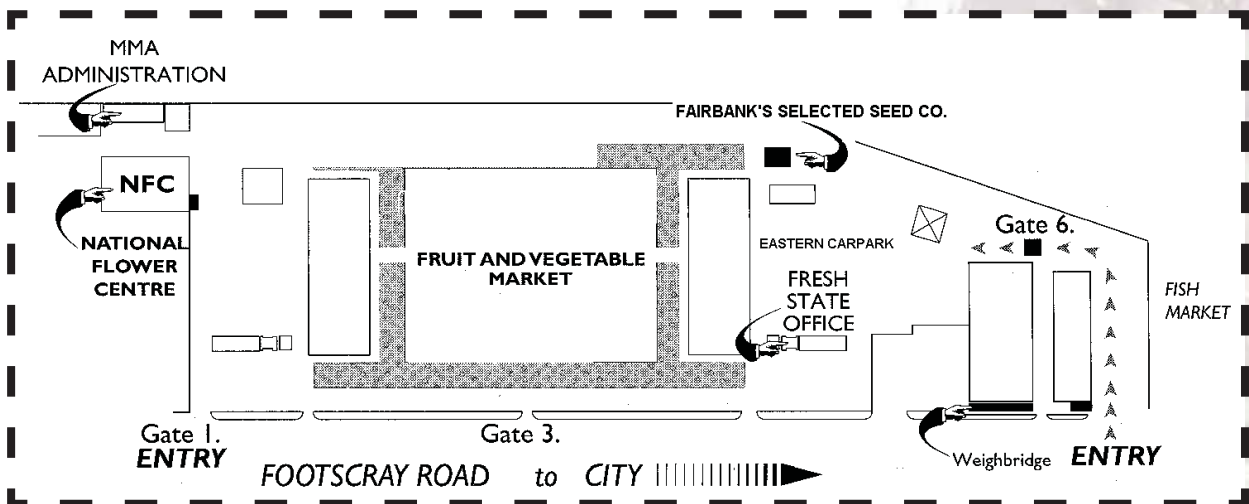 MMA
ADMINISTRATION
FAIRBANK'S SELECTED SEED CO.
NFC
NATIONAL
FLOWER
CENTRE
FRUIT AND VEGETABLE
MARKET
EASTERN CARPARK
FRESH
STATE
OFFICE
Gate 6.
FISH
MARKET
Gate 1.
ENTRY
Gate 3.
Weighbridge
ENTRY
FOOTSCRAY ROAD to CITY